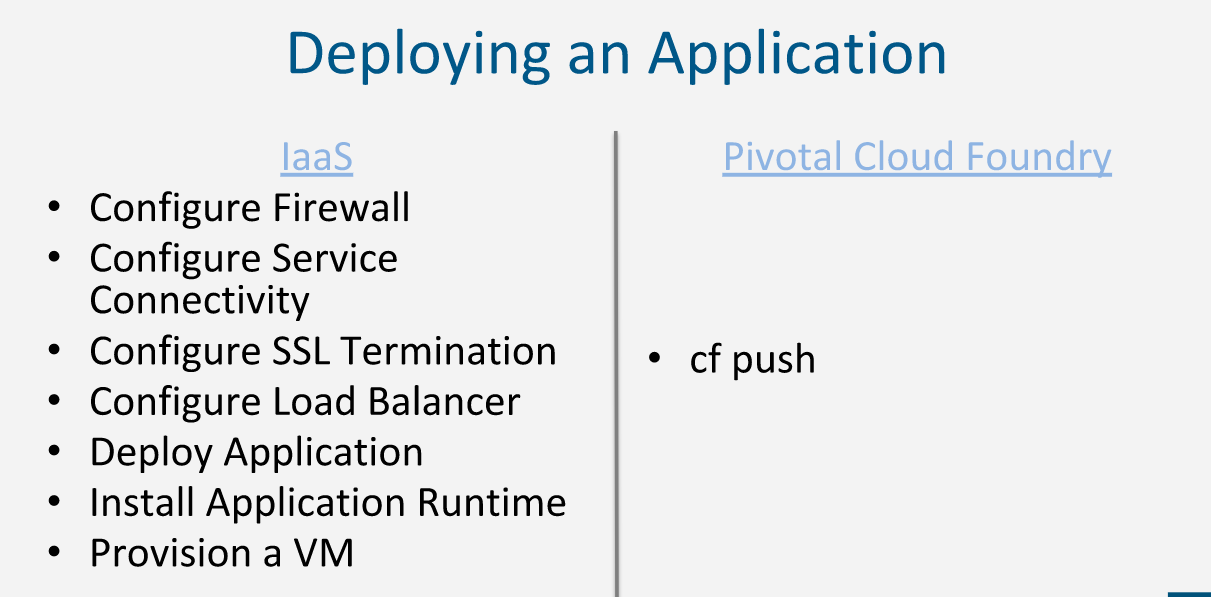 Deploying an Application
IaaS
• Configure Firewall
• Configure Service
Connectivity
• Configure SSL Termination
• Configure Load Balancer
• Deploy Application
• Install Application Runtime
• Provision a VM
Pivotal Cloud Foundry
• cf push